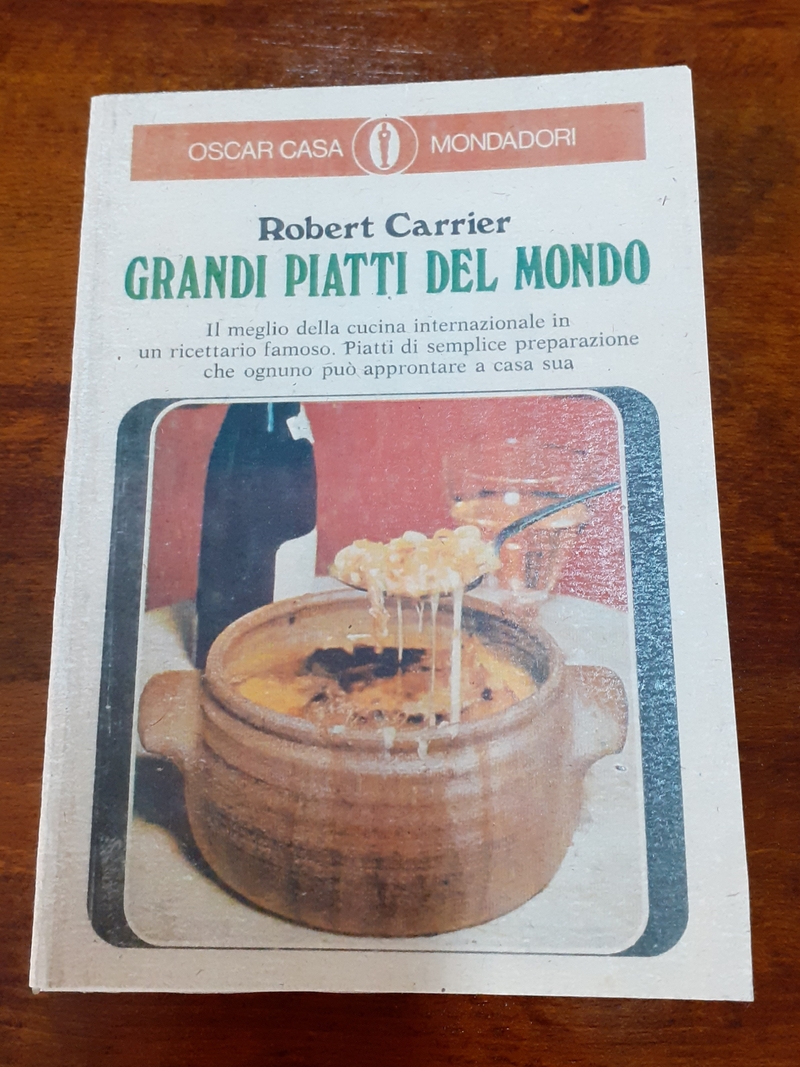 OSCAR CASA MONDADORI
Robert Carrier
GRANDI PIATTI DEL MONDO
Il meglio della cucina internazionale in
un ricettario famoso. Piatti di semplice preparazione
che ognuno può approntare a casa sua